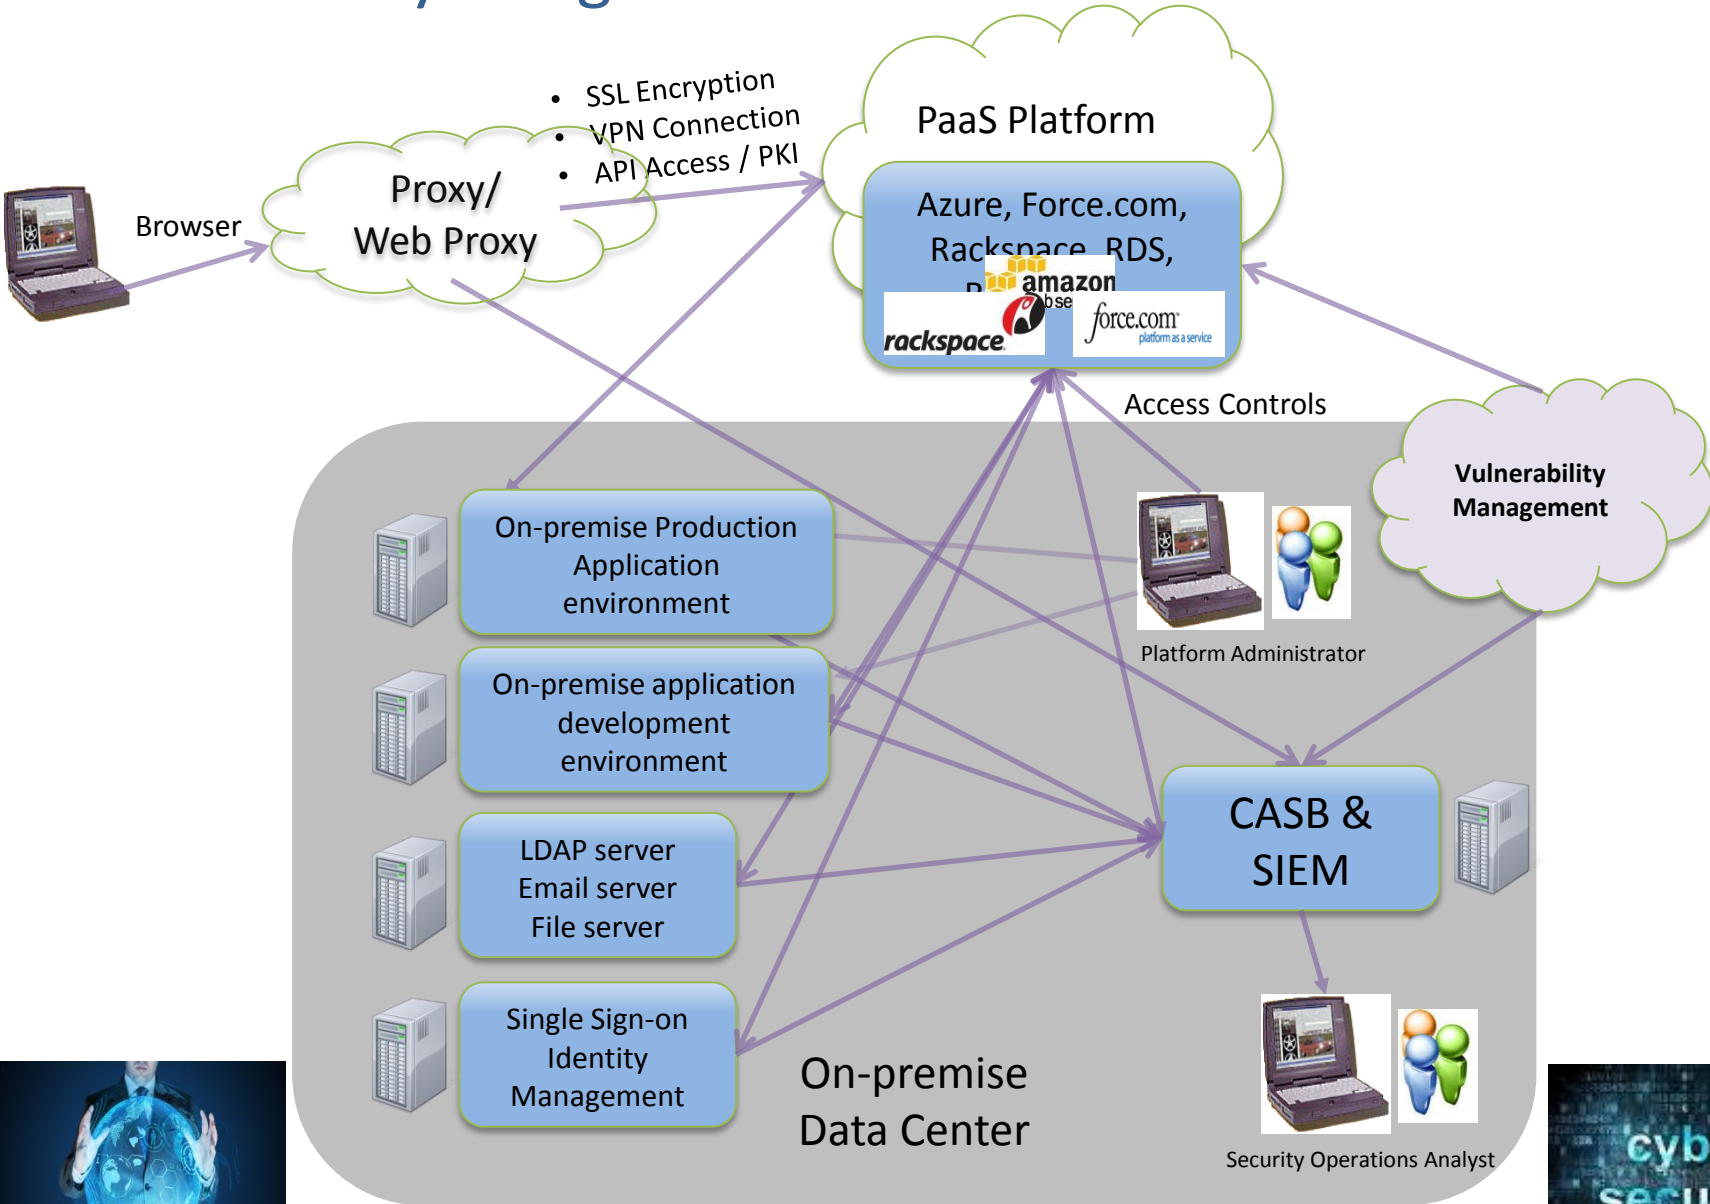 • SSL Encryption
• VPN Connection
• API Access / PKI
PaaS Platform
Browser
Proxy/
Web Proxy
Azure, Force.com,
Rackspace, RDS,
amazon
rackspace
force.com
platform as a service
Access Controls
Vulnerability
Management
On-premise Production
Application
environment
Platform Administrator
On-premise application
development
environment
CASB &
SIEM
LDAP server
Email server
File server
Single Sign-on
Identity
Management
On-premise
Data Center
Security Operations Analyst